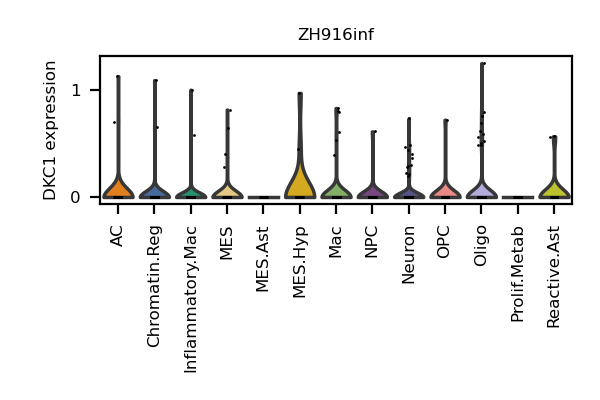 ZH916inf
DKC1 expression
1
0
AC
Chromatin.Reg
Inflammatory.Mac
MES
MES.Ast
MES.Hyp
Mac
NPC
Neuron
OPC
Oligo
Prolif.Metab
Reactive.Ast